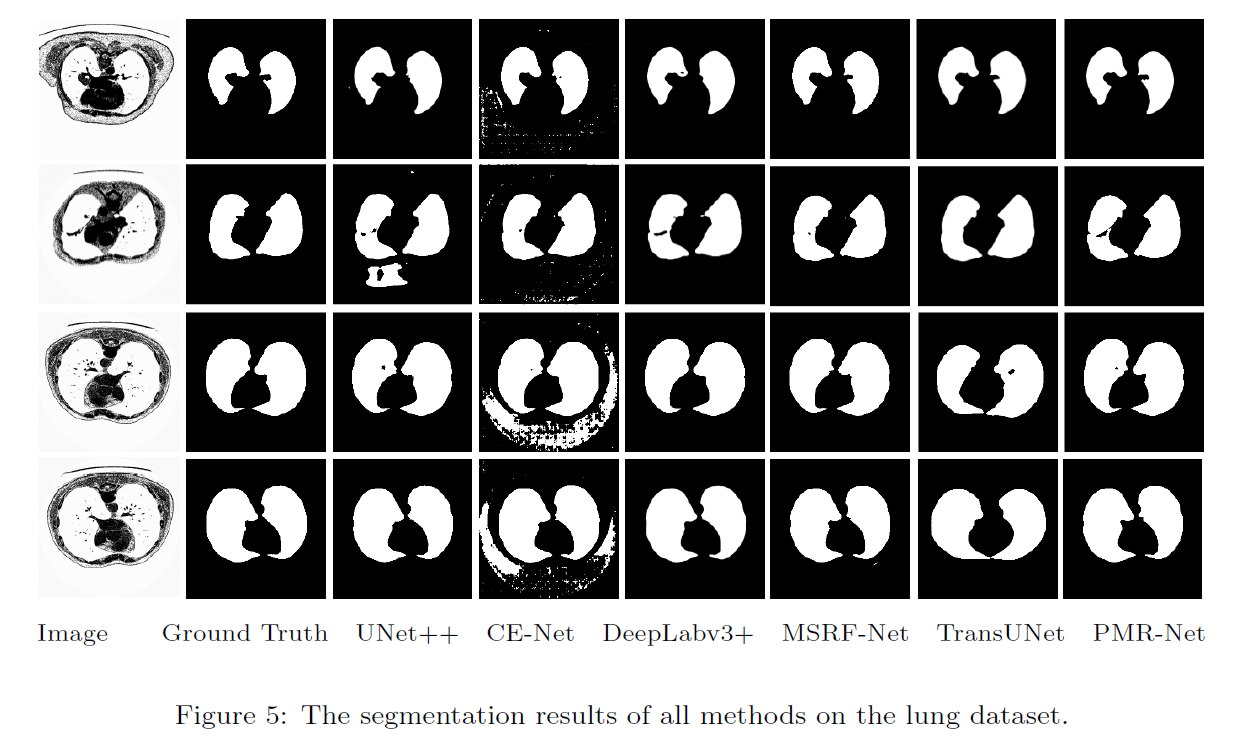 Image Ground Truth UNet++ CE-Net DeepLabv3+ MSRF-Net TransUNet PMR-Net
Figure 5: The segmentation results of all methods on the lung dataset.